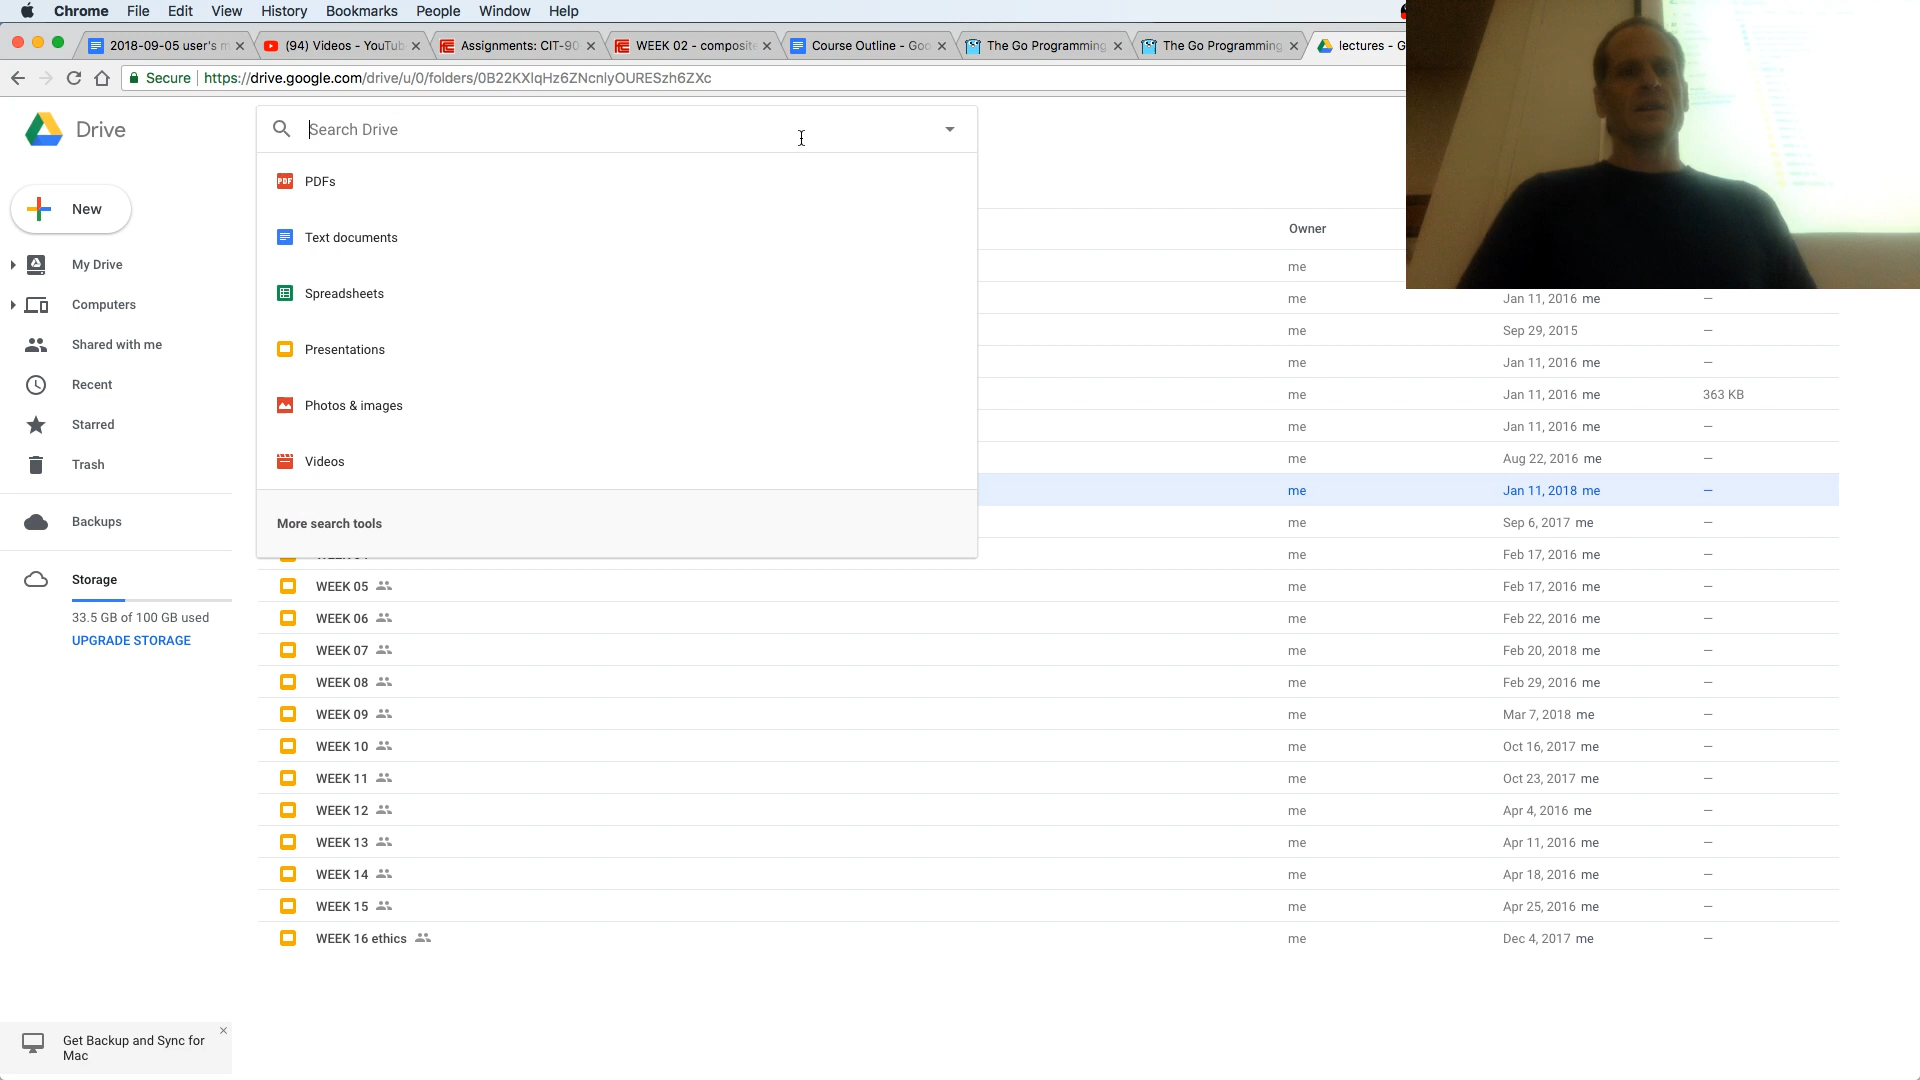 Chrome File Edit View History Bookmarks People Window Help
2018-09-05 user's m (94) Videos - YouTub Assignments: CIT-90 WEEK 02 - composite Course Outline - Goo The Go Programming The Go Programming lectures - G
Secure https://drive.google.com/drive/u/0/folders/0B22KXlqHz6ZNcnlyOURESzh6ZXc
Drive
Search Drive
New
PDFs
Text documents
Spreadsheets
Presentations
Photos & images
Videos
More search tools
My Drive
Computers
Shared with me
Recent
Starred
Trash
Backups
Storage
33.5 GB of 100 GB used
UPGRADE STORAGE
Get Backup and Sync for
Mac
Owner
me
me Jan 11, 2016 me –
me Sep 29, 2015 –
me Jan 11, 2016 me –
me Jan 11, 2016 me 363 KB
me Jan 11, 2016 me –
me Aug 22, 2016 me –
me Jan 11, 2018 me –
me Sep 6, 2017 me –
me Feb 17, 2016 me –
WEEK 05 me Feb 17, 2016 me –
WEEK 06 me Feb 22, 2016 me –
WEEK 07 me Feb 20, 2018 me –
WEEK 08 me Feb 29, 2016 me –
WEEK 09 me Mar 7, 2018 me –
WEEK 10 me Oct 16, 2017 me –
WEEK 11 me Oct 23, 2017 me –
WEEK 12 me Apr 4, 2016 me –
WEEK 13 me Apr 11, 2016 me –
WEEK 14 me Apr 18, 2016 me –
WEEK 15 me Apr 25, 2016 me –
WEEK 16 ethics me Dec 4, 2017 me –